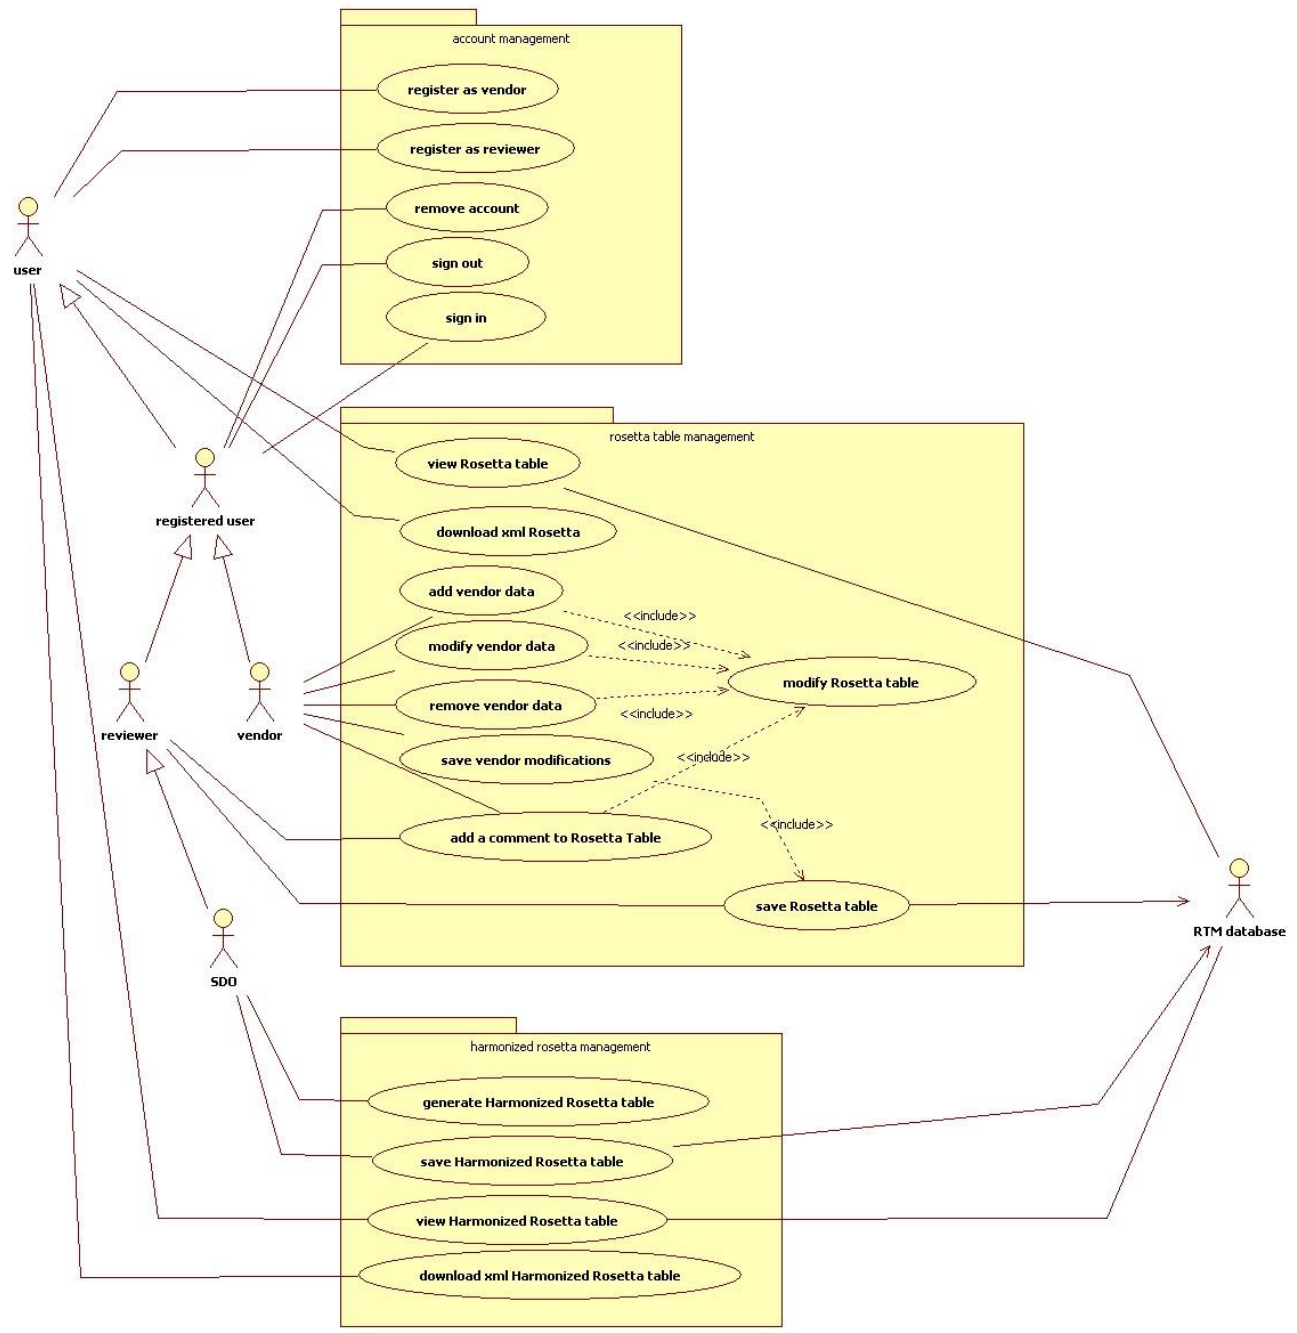 account management
register as vendor
register as reviewer
remove account
sign out
sign in
user
rosetta table management
view Rosetta table
download xml Rosetta
registered user
add vendor data
<<include>>
modify vendor data
<<include>>
modify Rosetta table
remove vendor data
<<include>>
reviewer
vendor
save vendor modifications
<<include>>
add a comment to Rosetta Table
<<include>>
save Rosetta table
RTM database
SDO
harmonized rosetta management
generate Harmonized Rosetta table
save Harmonized Rosetta table
view Harmonized Rosetta table
download xml Harmonized Rosetta table